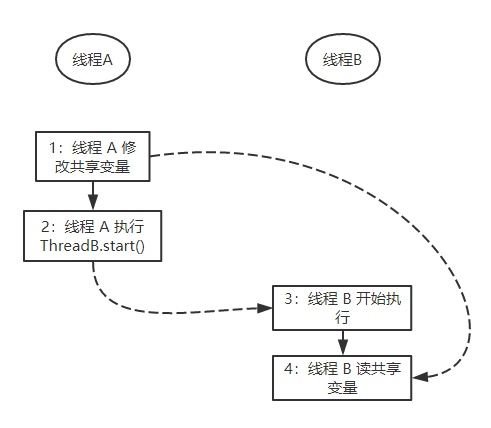 线程A
线程B
1：线程 A 修
改共享变量
2：线程 A 执行
ThreadB.start()
3：线程 B 开始执
行
4：线程 B 读共享
变量